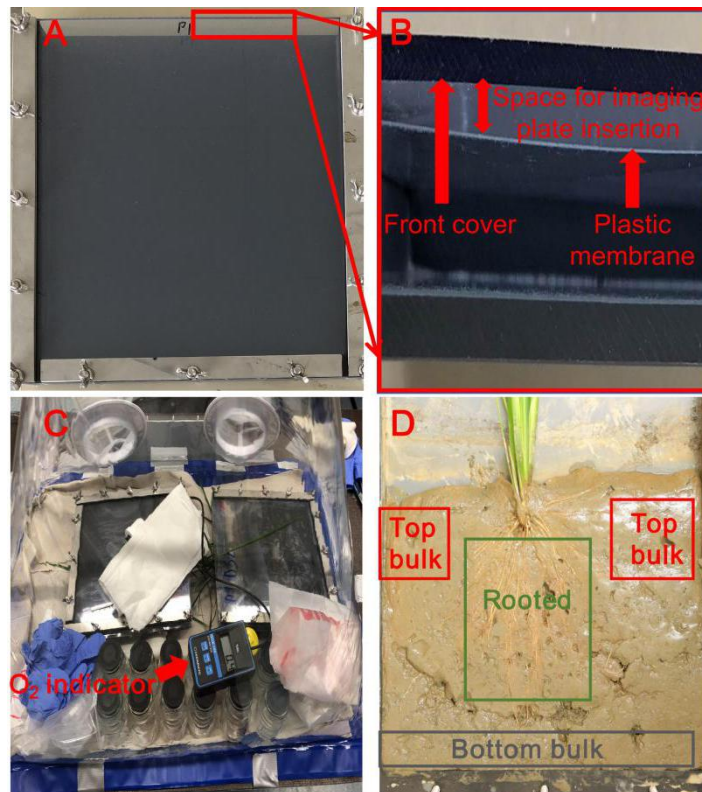 A
P1
B
Space for imaging
plate insertion
Front cover
Plastic
membrane
C
O₂ indicator
D
Top
bulk
Top
bulk
Rooted
Bottom bulk